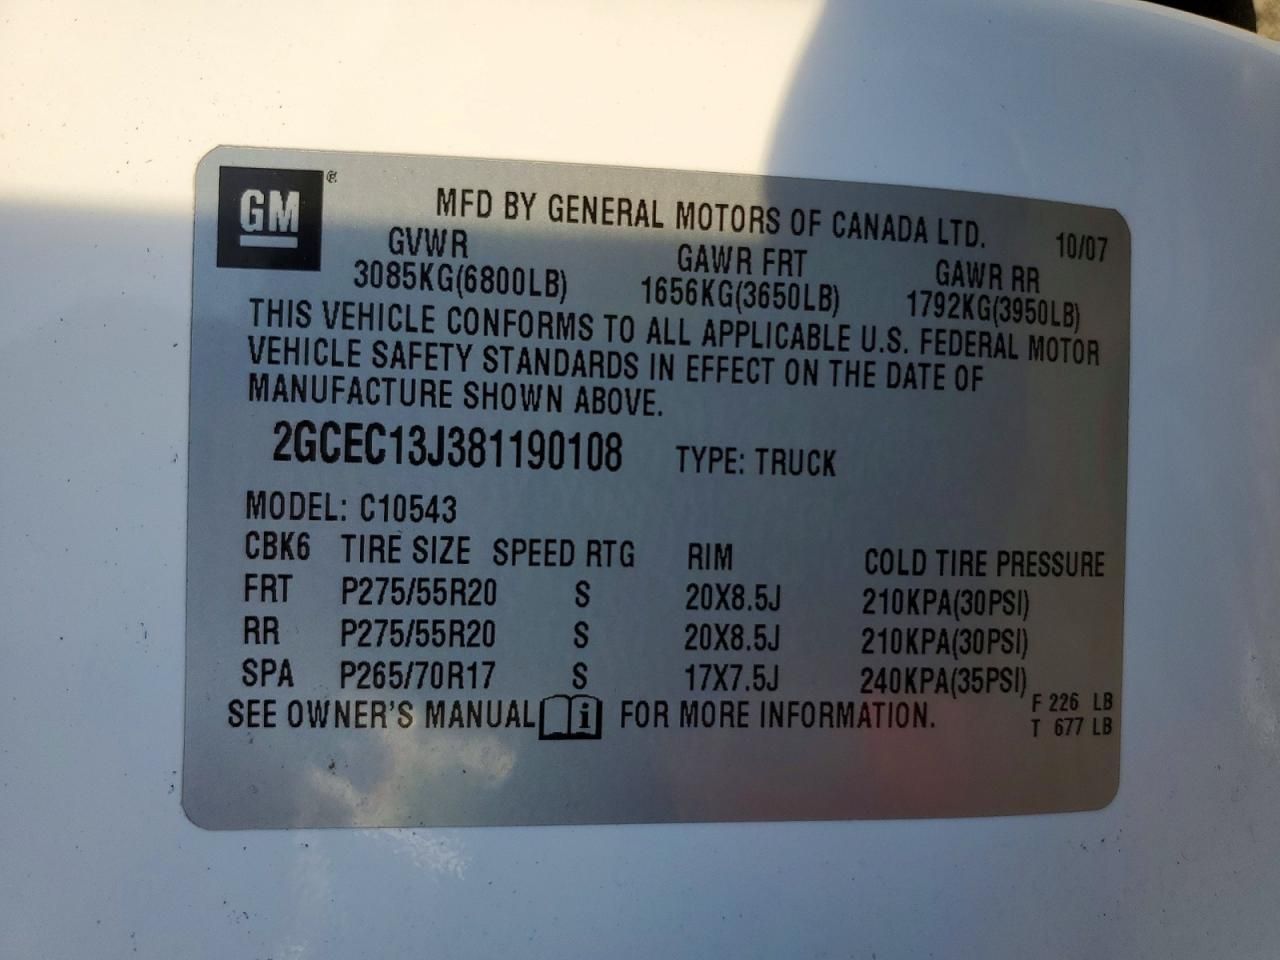 GM ®
MFD BY GENERAL MOTORS OF CANADA LTD.
10/07
GVWR GAWR FRT GAWR RR
3085KG(6800LB) 1656KG(3650LB) 1792KG(3950LB)
THIS VEHICLE CONFORMS TO ALL APPLICABLE U.S. FEDERAL MOTOR
VEHICLE SAFETY STANDARDS IN EFFECT ON THE DATE OF
MANUFACTURE SHOWN ABOVE.
2GCEC13J381190108 TYPE: TRUCK
MODEL: C10543
CBK6 TIRE SIZE SPEED RTG RIM COLD TIRE PRESSURE
FRT P275/55R20 S 20X8.5J 210KPA(30PSI)
RR P275/55R20 S 20X8.5J 210KPA(30PSI)
SPA P265/70R17 S 17X7.5J 240KPA(35PSI)
SEE OWNER'S MANUAL i FOR MORE INFORMATION.
F 226 LB
T 677 LB